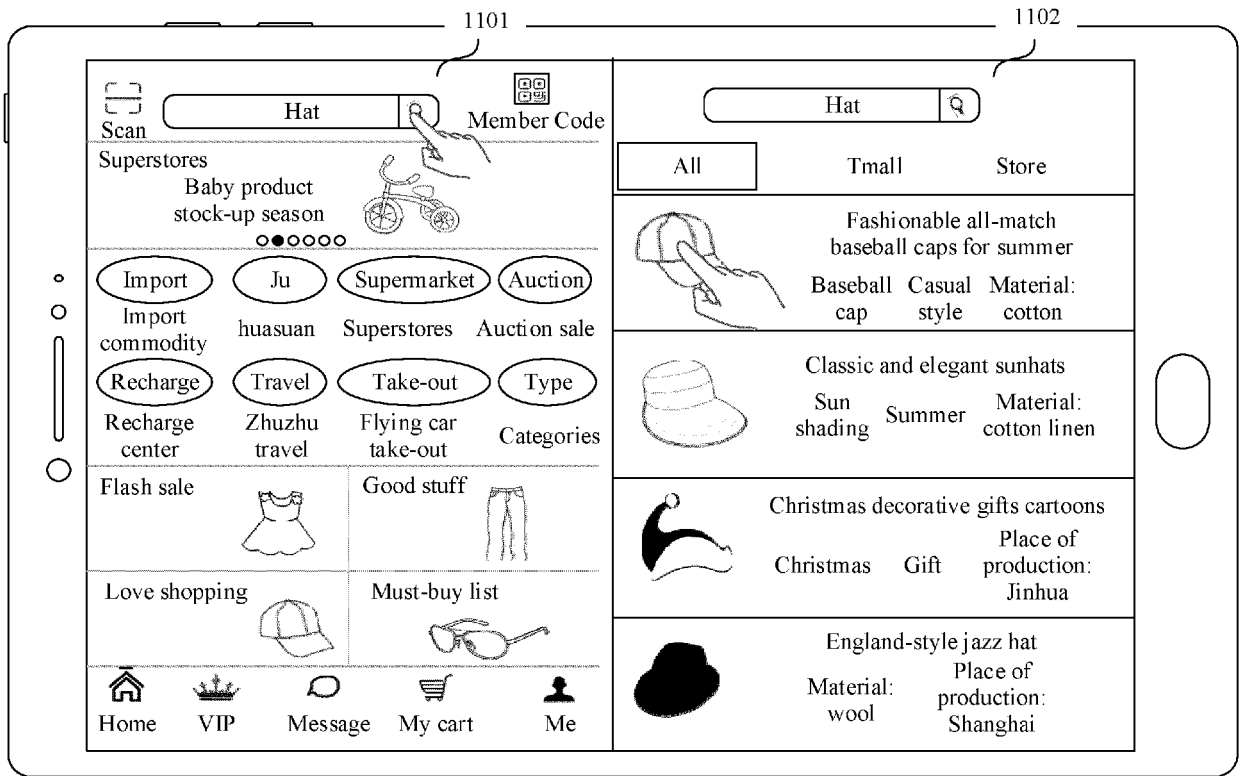 1101
1102
Hat
Scan
Member Code
Superstores
Baby product
stock-up season
Import
Ju
Supermarket
Auction
Import
commodity
huasuan
Superstores
Auction sale
Recharge
Travel
Take-out
Type
Recharge
center
Zhuzhu
travel
Flying car
take-out
Categories
Flash sale
Good stuff
Love shopping
Must-buy list
Home
VIP
Message
My cart
Me
Hat
All
Tmall
Store
Fashionable all-match
baseball caps for summer
Baseball
cap
Casual
style
Material:
cotton
Classic and elegant sunhats
Sun
shading
Summer
Material:
cotton linen
Christmas decorative gifts cartoons
Christmas
Gift
Place of
production:
Jinhua
England-style jazz hat
Material:
wool
Place of
production:
Shanghai